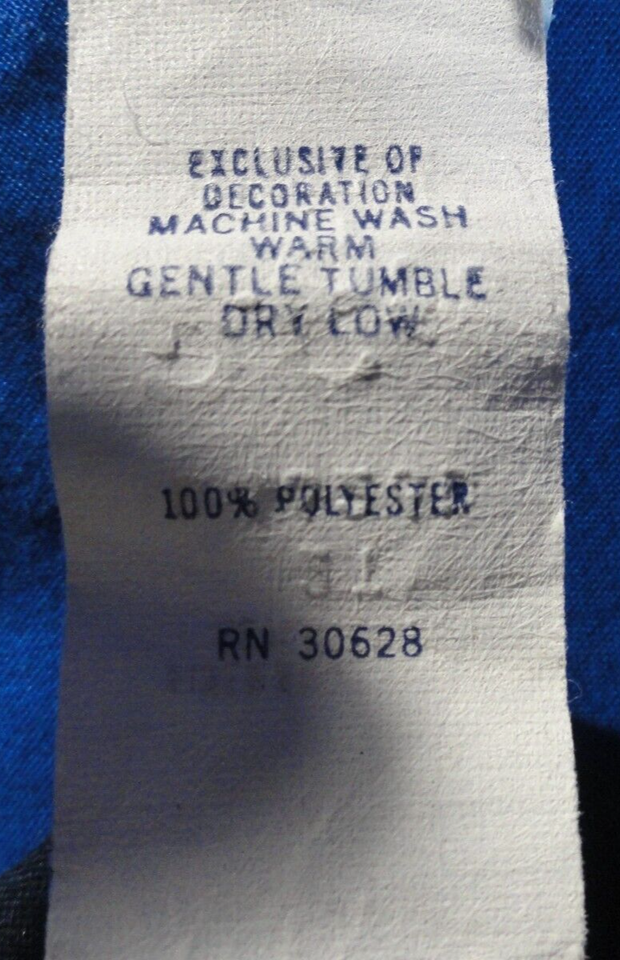 EXCLUSIVE OF
DECORATION
MACHINE WASH
WARM
GENTLE TUMBLE
DRY LOW
100% POLYESTER
RN 30628